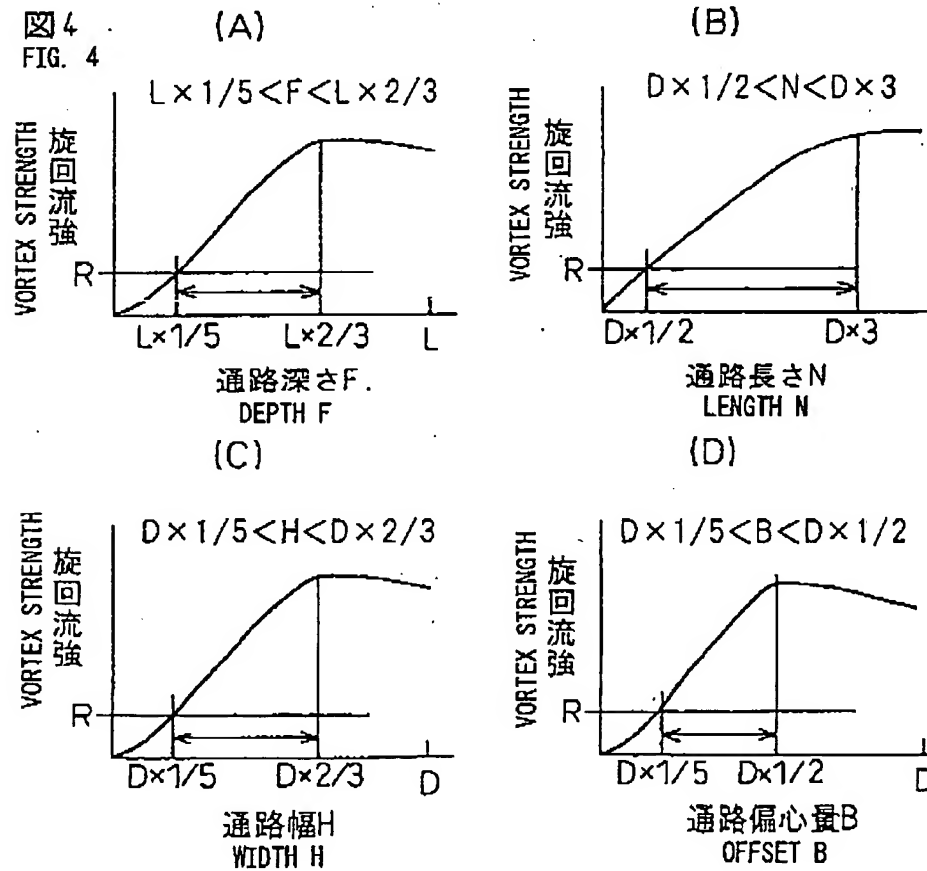 図4
FIG. 4
(A)
L×1/5<F<L×2/3
VORTEX STRENGTH
旋回流強
R
L×1/5
L×2/3
L
通路深さF.
DEPTH F
(B)
D×1/2<N<D×3
VORTEX STRENGTH
旋回流強
R
D×1/2
D×3
通路長さN
LENGTH N
(C)
D×1/5<H<D×2/3
VORTEX STRENGTH
旋回流強
R
D×1/5
D×2/3
D
通路幅H
WIDTH H
(D)
D×1/5<B<D×1/2
VORTEX STRENGTH
旋回流強
R
D×1/5
D×1/2
D
通路偏心量B
OFFSET B